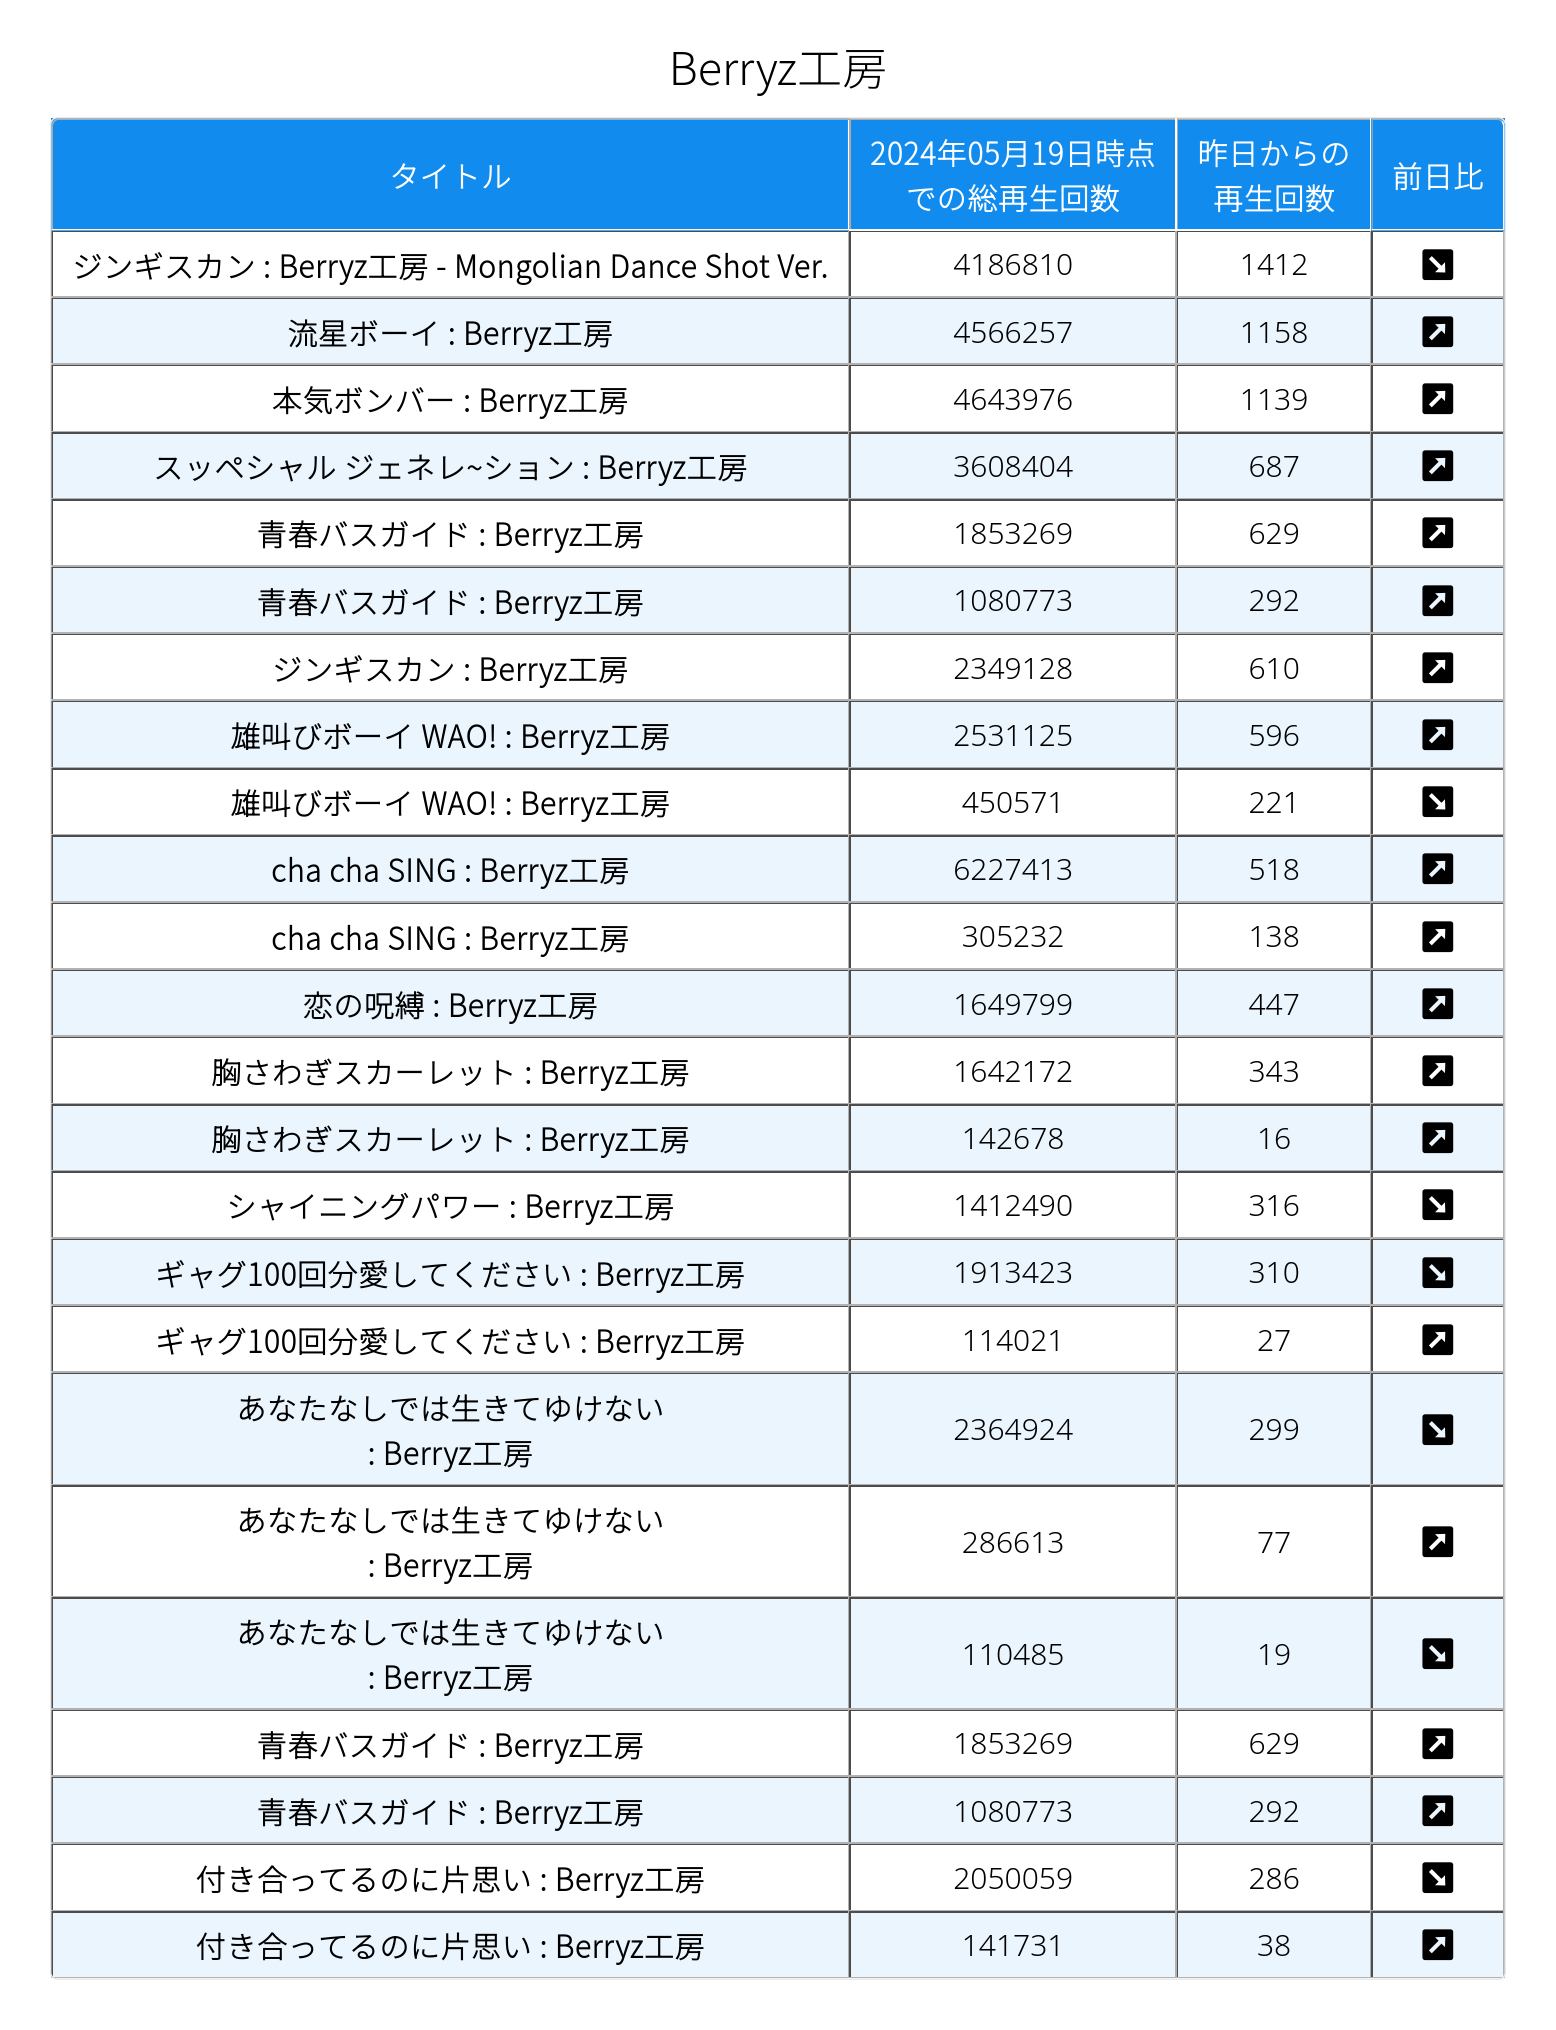 Berryz工房
タイトル
2024年05月19日時点
での総再生回数
昨日からの
再生回数
前日比
ジンギスカン : Berryz工房 - Mongolian Dance Shot Ver. 4186810 1412
流星ボーイ : Berryz工房 4566257 1158
本気ボンバー : Berryz工房 4643976 1139
スッペシャル ジェネレ~ション : Berryz工房 3608404 687
青春バスガイド : Berryz工房 1853269 629
青春バスガイド : Berryz工房 1080773 292
ジンギスカン : Berryz工房 2349128 610
雄叫びボーイ WAO! : Berryz工房 2531125 596
雄叫びボーイ WAO! : Berryz工房 450571 221
cha cha SING : Berryz工房 6227413 518
cha cha SING : Berryz工房 305232 138
恋の呪縛 : Berryz工房 1649799 447
胸さわぎスカーレット : Berryz工房 1642172 343
胸さわぎスカーレット : Berryz工房 142678 16
シャイニングパワー : Berryz工房 1412490 316
ギャグ100回分愛してください : Berryz工房 1913423 310
ギャグ100回分愛してください : Berryz工房 114021 27
あなたなしでは生きてゆけない
: Berryz工房 2364924 299
あなたなしでは生きてゆけない
: Berryz工房 286613 77
あなたなしでは生きてゆけない
: Berryz工房 110485 19
青春バスガイド : Berryz工房 1853269 629
青春バスガイド : Berryz工房 1080773 292
付き合ってるのに片思い : Berryz工房 2050059 286
付き合ってるのに片思い : Berryz工房 141731 38